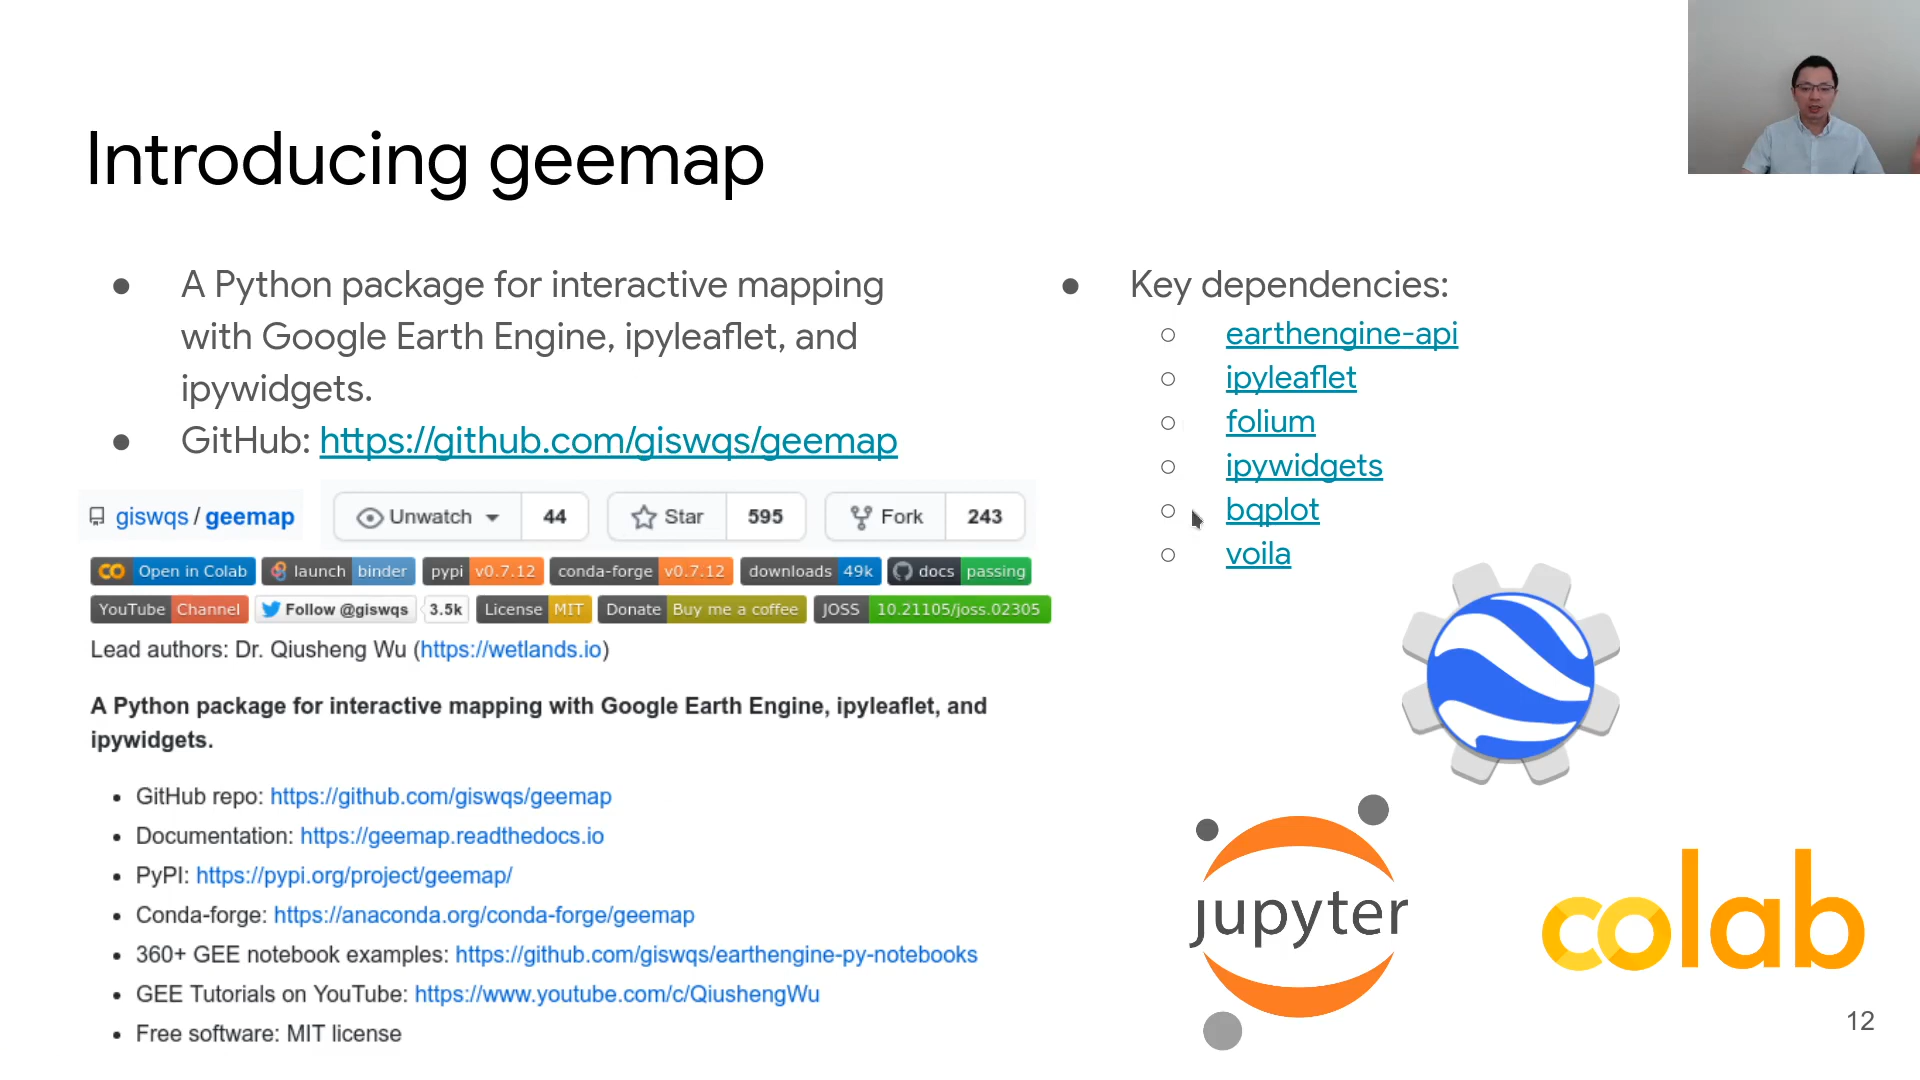 Introducing geemap
A Python package for interactive mapping
with Google Earth Engine, ipyleaflet, and
ipywidgets.
GitHub: https://github.com/giswqs/geemap
giswqs / geemap Unwatch 44 Star 595 Fork 243
Open in Colab launch binder pypi v0.7.12 conda-forge v0.7.12 downloads 49k docs passing
YouTube Channel Follow @giswqs 3.5k License MIT Donate Buy me a coffee JOSS 10.21105/joss.02305
Lead authors: Dr. Qiusheng Wu (https://wetlands.io)
A Python package for interactive mapping with Google Earth Engine, ipyleaflet, and
ipywidgets.
GitHub repo: https://github.com/giswqs/geemap
Documentation: https://geemap.readthedocs.io
PyPI: https://pypi.org/project/geemap/
Conda-forge: https://anaconda.org/conda-forge/geemap
360+ GEE notebook examples: https://github.com/giswqs/earthengine-py-notebooks
GEE Tutorials on YouTube: https://www.youtube.com/c/QiushengWu
Free software: MIT license
Key dependencies:
earthengine-api
ipyleaflet
folium
ipywidgets
bqplot
voila
jupyter
colab
12